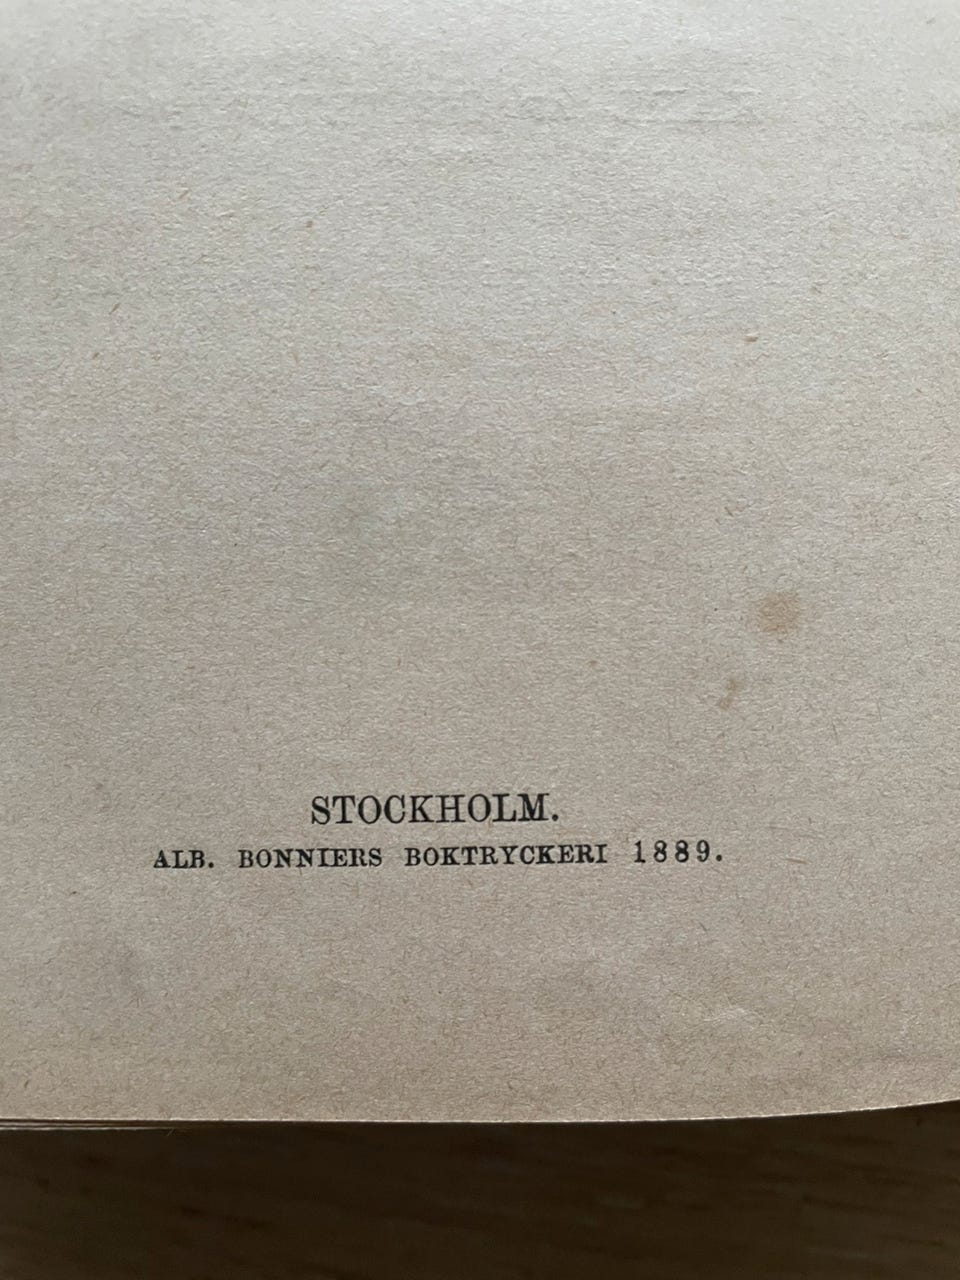 STOCKHOLM.
ALB. BONNIERS BOKTRYCKERI 1889.